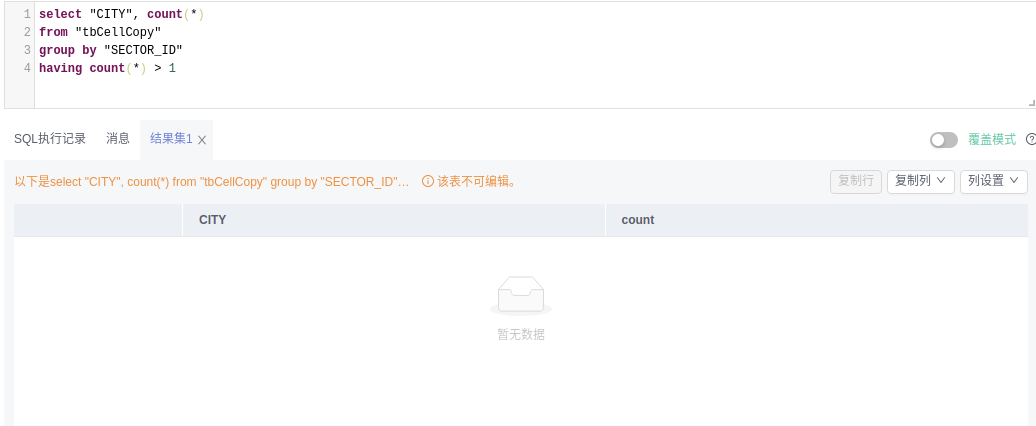 1 select "CITY", count(*)
2 from "tbCellCopy"
3 group by "SECTOR_ID"
4 having count(*) > 1
SQL执行记录 消息 结果集1 覆盖模式
以下是select "CITY", count(*) from "tbCellCopy" group by "SECTOR_ID"… 该表不可编辑。 复制行 复制列 列设置
CITY count
暂无数据